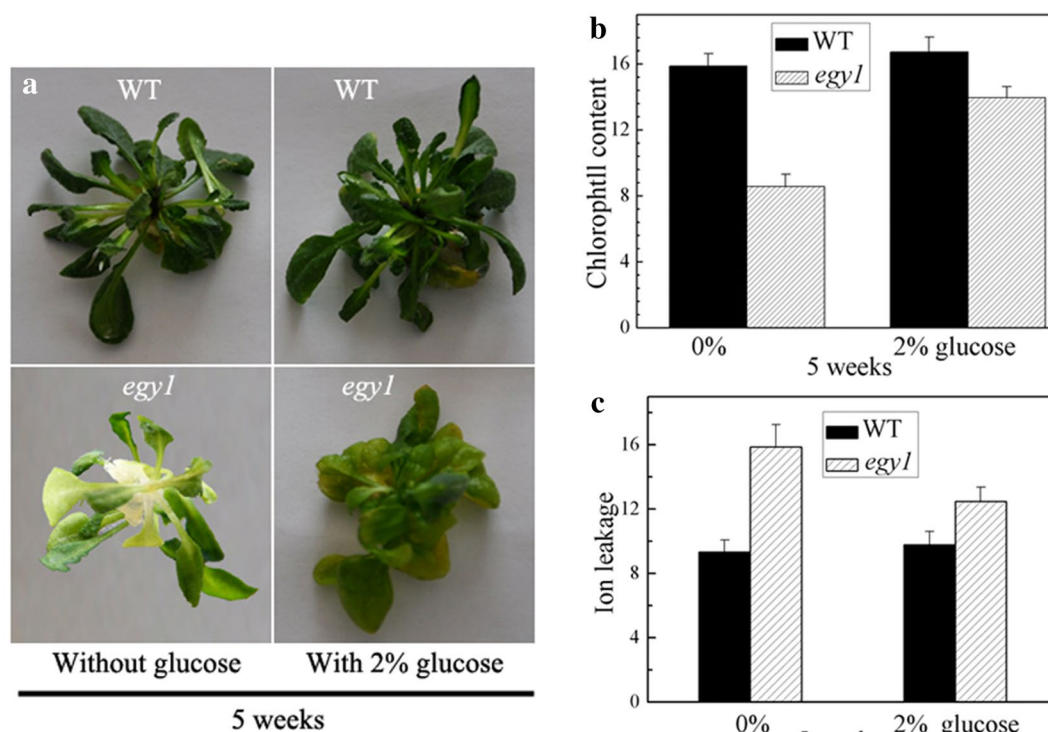 a
WT
WT
egy1
egy1
Without glucose
With 2% glucose
5 weeks
b
WT
egy1
Chlorophtll content
16
12
8
4
0
0%
2% glucose
5 weeks
c
WT
egy1
Ion leakage
16
12
8
4
0
0%
2% glucose